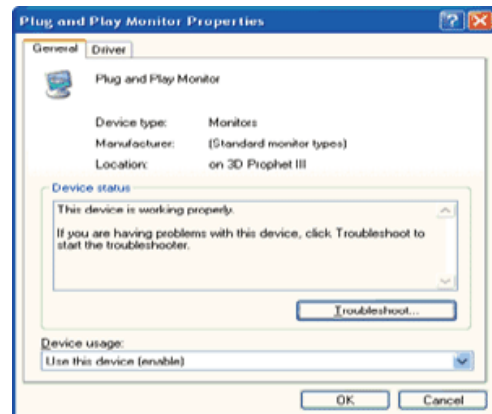 Plug and Play Monitor Properties
General Driver
Plug and Play Monitor
Device type: Monitors
Manufacturer: (Standard monitor types)
Location: on 3D Prophet III
Device status
This device is working properly.
If you are having problems with this device, click Troubleshoot to
start the troubleshooter.
Troubleshoot...
Device usage:
Use this device (enable)
OK Cancel